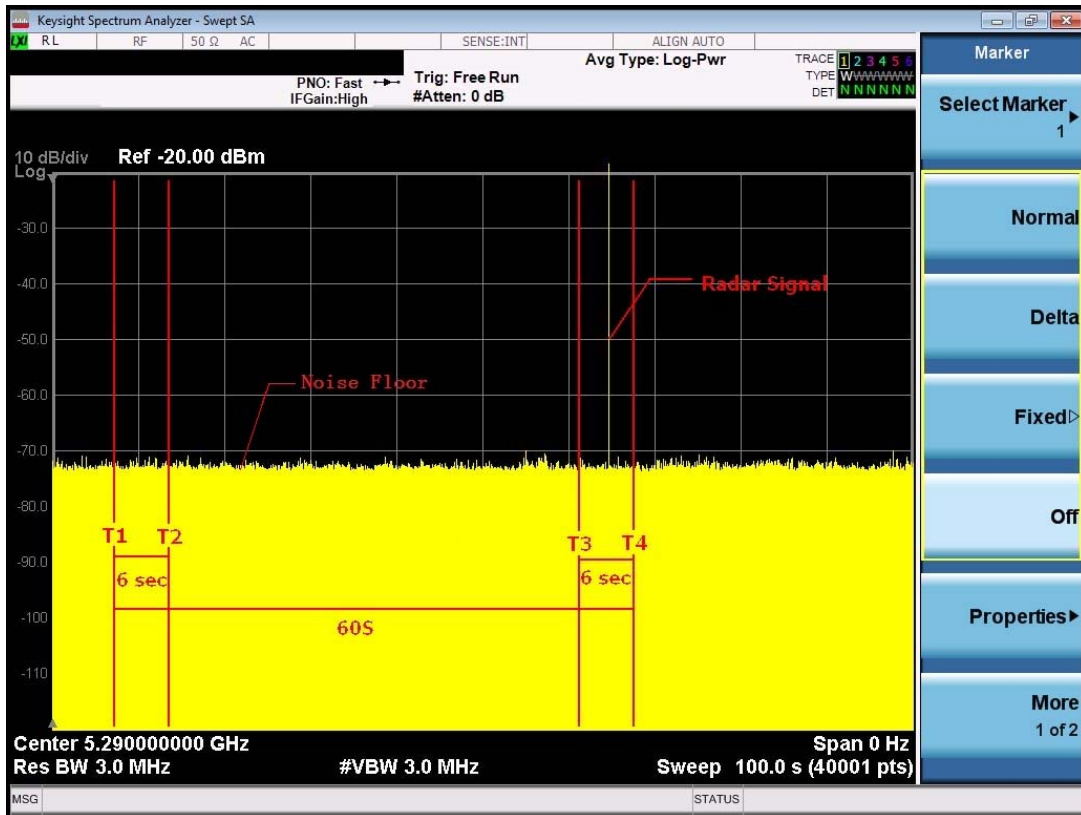 Keysight Spectrum Analyzer - Swept SA
LXI RL RF 50 Ω AC SENSE:INT ALIGN AUTO
Avg Type: Log-Pwr
TRACE 1 2 3 4 5 6
TYPE WWWWWWW
DET N N N N N N
PNO: Fast
IFGain:High
Trig: Free Run
#Atten: 0 dB
10 dB/div
Log
Ref -20.00 dBm
-30.0
-40.0
-50.0
-60.0
-70.0
-80.0
-90.0
-100
-110
Radar Signal
Noise Floor
T1 T2
T3 T4
6 sec
6 sec
60S
Center 5.290000000 GHz
Span 0 Hz
Res BW 3.0 MHz
#VBW 3.0 MHz
Sweep 100.0 s (40001 pts)
MSG
STATUS
Marker
Select Marker
1
Normal
Delta
Fixed
Off
Properties
More
1 of 2